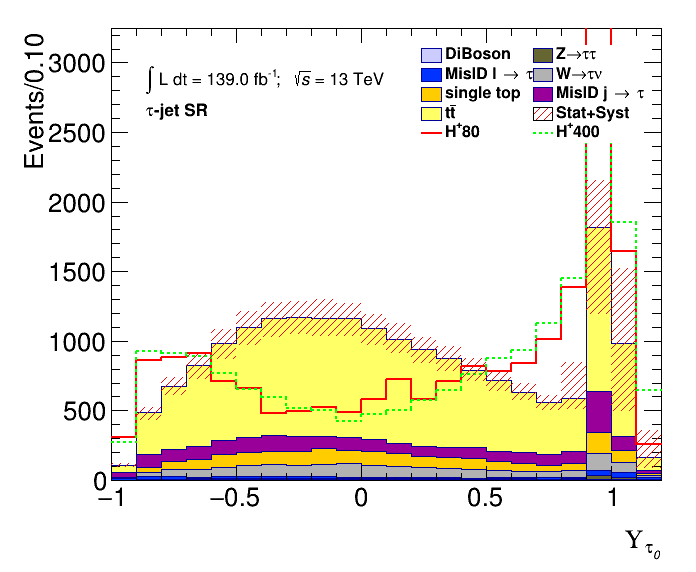 Events/0.10
3000
2500
2000
1500
1000
500
0
∫ L dt = 139.0 fb⁻¹; √s = 13 TeV
τ-jet SR
DiBoson
Z→ττ
MisID l → τ
W→τν
single top
MisID j → τ
tt̄
Stat+Syst
H⁺80
H⁺400
−1
−0.5
0
0.5
1
Υτ₀